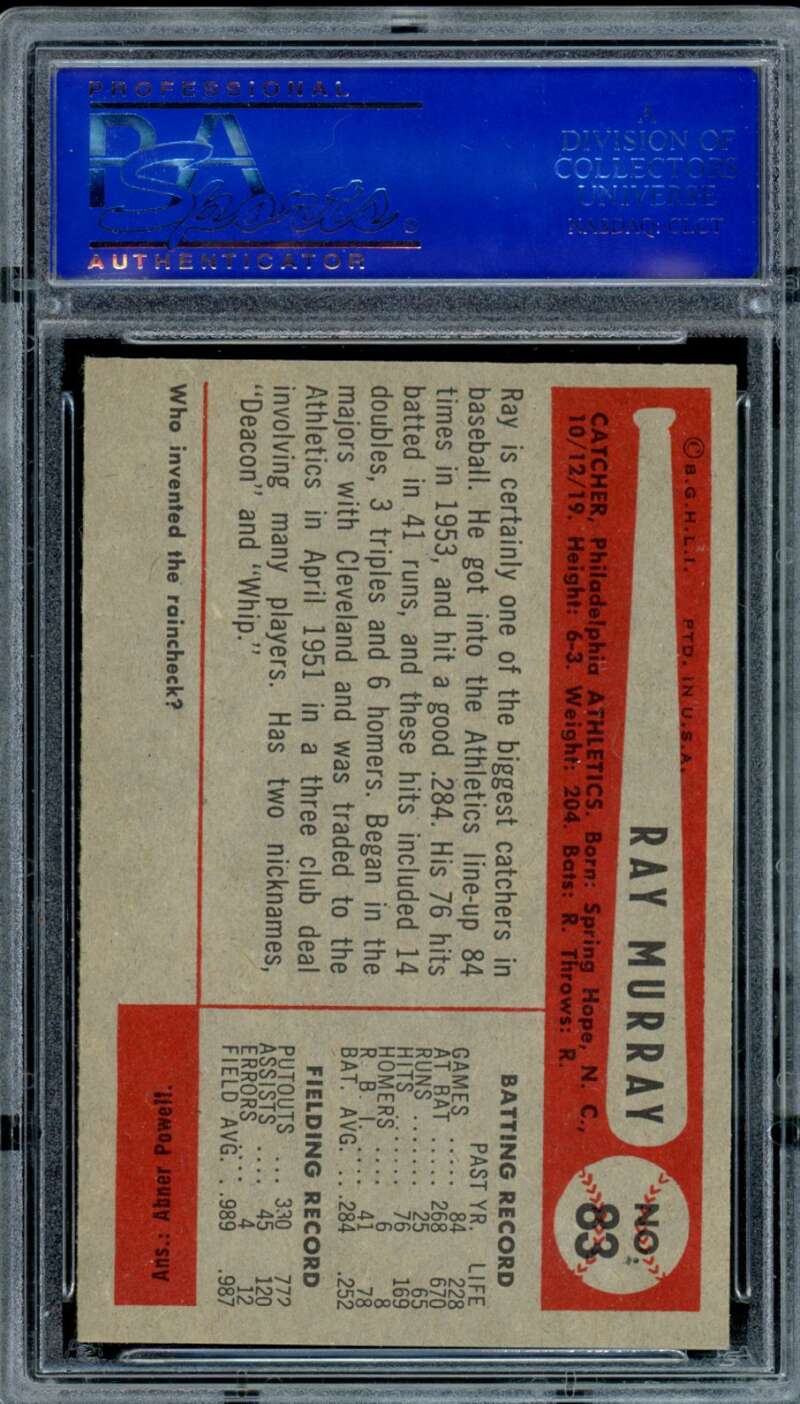 PROFESSIONAL
PSA
Sports
AUTHENTICATOR
A
DIVISION OF
COLLECTORS
UNIVERSE
NASDAQ: CLCT
© B.G.H.L.I. PTD. IN U.S.A.
RAY MURRAY
NO.
83
CATCHER, Philadelphia ATHLETICS. Born: Spring Hope, N. C.,
10/12/19. Height: 6-3. Weight: 204. Bats: R. Throws: R.
Ray is certainly one of the biggest catchers in
baseball. He got into the Athletics line-up 84
times in 1953, and hit a good .284. His 76 hits
batted in 41 runs, and these hits included 14
doubles, 3 triples and 6 homers. Began in the
majors with Cleveland and was traded to the
Athletics in April 1951 in a three club deal
involving many players. Has two nicknames,
"Deacon" and "Whip."
BATTING RECORD
PAST YR. LIFE
GAMES ..... 84 228
AT BAT ...... 268 670
RUNS ....... 25 65
HITS ....... 76 169
HOMERS ..... 6 8
R. B. I. .... 41 78
BAT. AVG. ... .284 .252
FIELDING RECORD
PUTOUTS ... 330 772
ASSISTS .... 45 120
ERRORS .... 4 12
FIELD AVG. . .989 .987
Who invented the raincheck?
Ans.: Abner Powell.